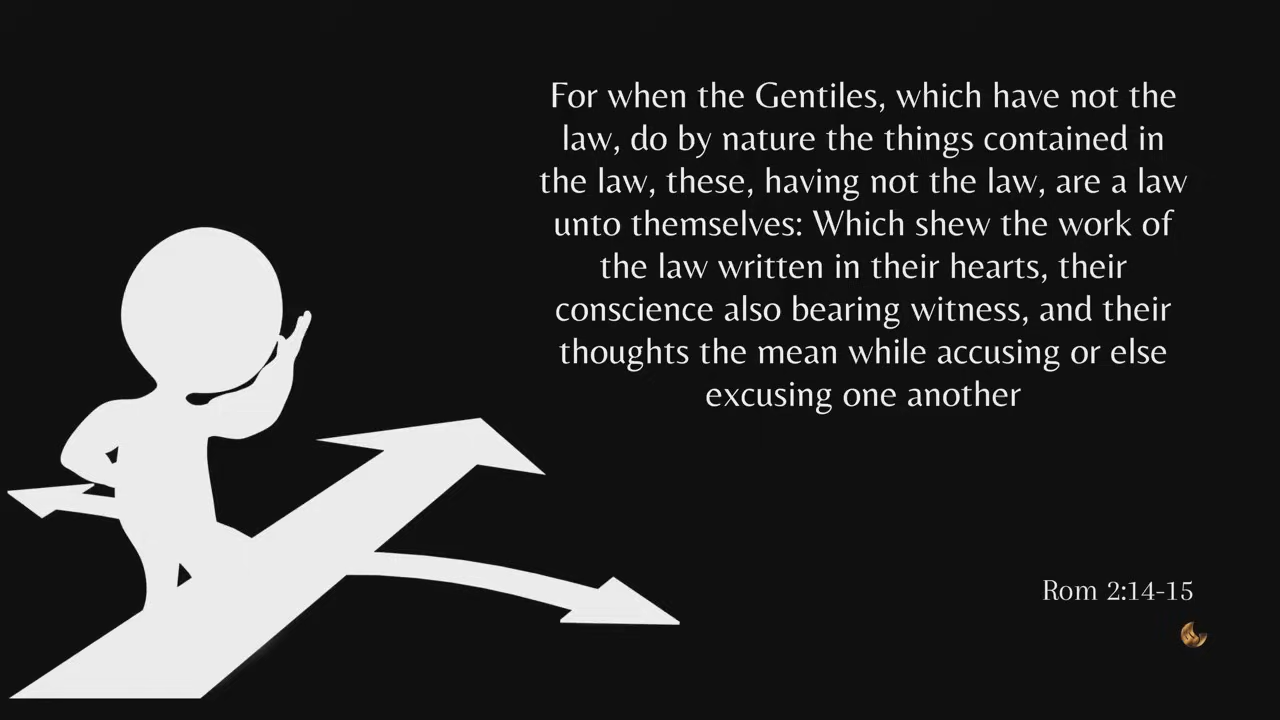 For when the Gentiles, which have not the
law, do by nature the things contained in
the law, these, having not the law, are a law
unto themselves: Which shew the work of
the law written in their hearts, their
conscience also bearing witness, and their
thoughts the mean while accusing or else
excusing one another
Rom 2:14-15